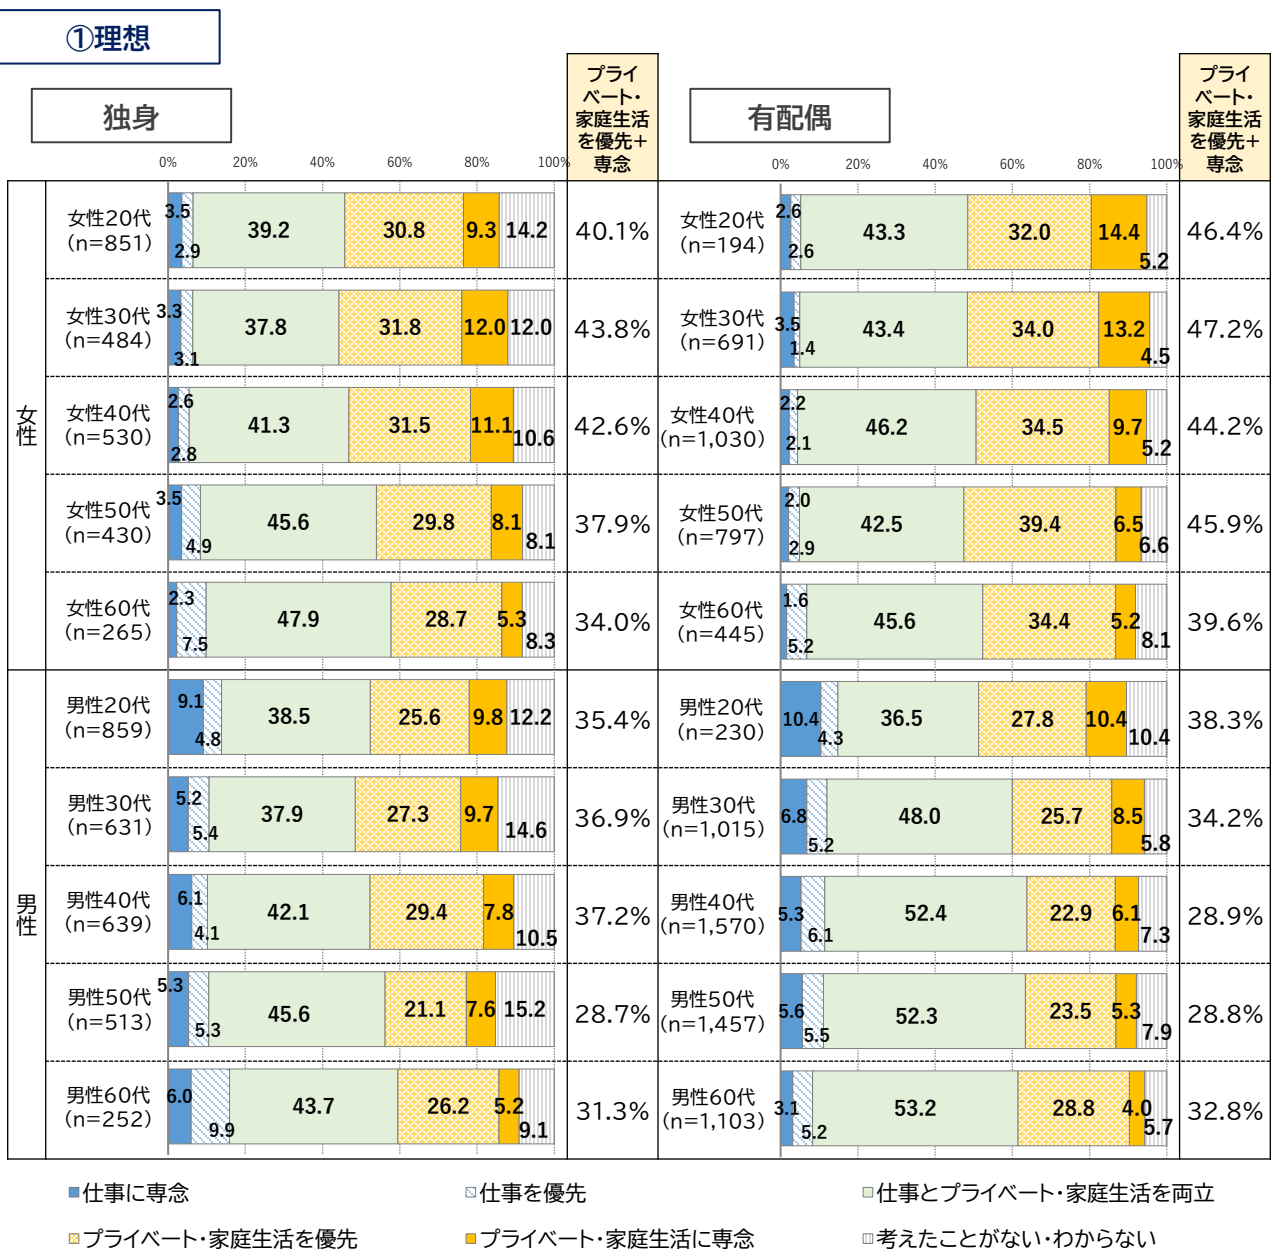 ①理想
独身
プライ
ベート・
家庭生活
を優先＋
専念
有配偶
プライ
ベート・
家庭生活
を優先＋
専念
0% 20% 40% 60% 80% 100%
0% 20% 40% 60% 80% 100%
女性
女性20代
(n=851)
3.5 2.9 39.2 30.8 9.3 14.2 40.1%
女性20代
(n=194)
2.6 2.6 43.3 32.0 14.4 5.2 46.4%
女性30代
(n=484)
3.3 3.1 37.8 31.8 12.0 12.0 43.8%
女性30代
(n=691)
3.5 1.4 43.4 34.0 13.2 4.5 47.2%
女性40代
(n=530)
2.6 2.8 41.3 31.5 11.1 10.6 42.6%
女性40代
(n=1,030)
2.2 2.1 46.2 34.5 9.7 5.2 44.2%
女性50代
(n=430)
3.5 4.9 45.6 29.8 8.1 8.1 37.9%
女性50代
(n=797)
2.0 2.9 42.5 39.4 6.5 6.6 45.9%
女性60代
(n=265)
2.3 7.5 47.9 28.7 5.3 8.3 34.0%
女性60代
(n=445)
1.6 5.2 45.6 34.4 5.2 8.1 39.6%
男性
男性20代
(n=859)
9.1 4.8 38.5 25.6 9.8 12.2 35.4%
男性20代
(n=230)
10.4 4.3 36.5 27.8 10.4 10.4 38.3%
男性30代
(n=631)
5.2 5.4 37.9 27.3 9.7 14.6 36.9%
男性30代
(n=1,015)
6.8 5.2 48.0 25.7 8.5 5.8 34.2%
男性40代
(n=639)
6.1 4.1 42.1 29.4 7.8 10.5 37.2%
男性40代
(n=1,570)
5.3 6.1 52.4 22.9 6.1 7.3 28.9%
男性50代
(n=513)
5.3 5.3 45.6 21.1 7.6 15.2 28.7%
男性50代
(n=1,457)
5.6 5.5 52.3 23.5 5.3 7.9 28.8%
男性60代
(n=252)
6.0 9.9 43.7 26.2 5.2 9.1 31.3%
男性60代
(n=1,103)
3.1 5.2 53.2 28.8 4.0 5.7 32.8%
仕事に専念 仕事を優先 仕事とプライベート・家庭生活を両立
プライベート・家庭生活を優先 プライベート・家庭生活に専念 考えたことがない・わからない